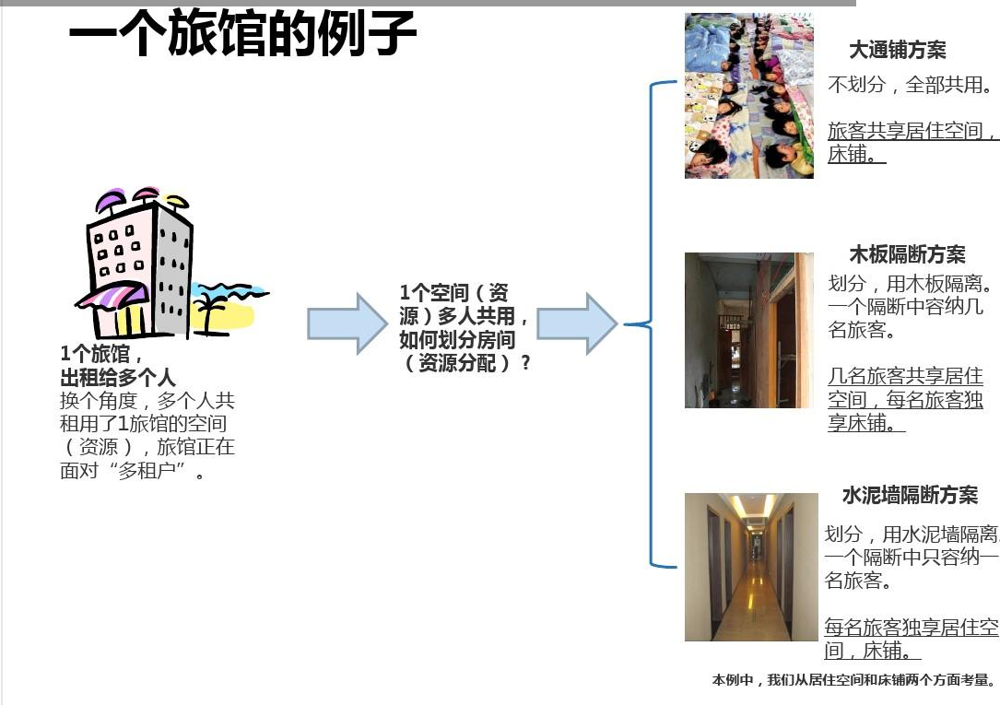 一个旅馆的例子
1个旅馆，
出租给多个人
换个角度，多个人共
租用了1旅馆的空间
（资源），旅馆正在
面对“多租户”。
1个空间（资
源）多人共用，
如何划分房间
（资源分配）？
大通铺方案
不划分，全部共用。
旅客共享居住空间，
床铺。
木板隔断方案
划分，用木板隔离。
一个隔断中容纳几
名旅客。
几名旅客共享居住
空间，每名旅客独
享床铺。
水泥墙隔断方案
划分，用水泥墙隔离.
一个隔断中只容纳一
名旅客。
每名旅客独享居住空
间，床铺。
本例中，我们从居住空间和床铺两个方面考量。